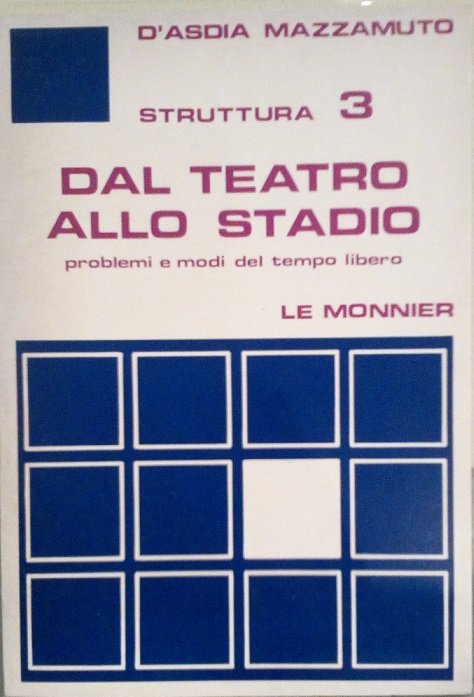 D'ASDIA MAZZAMUTO
STRUTTURA 3
DAL TEATRO
ALLO STADIO
problemi e modi del tempo libero
LE MONNIER